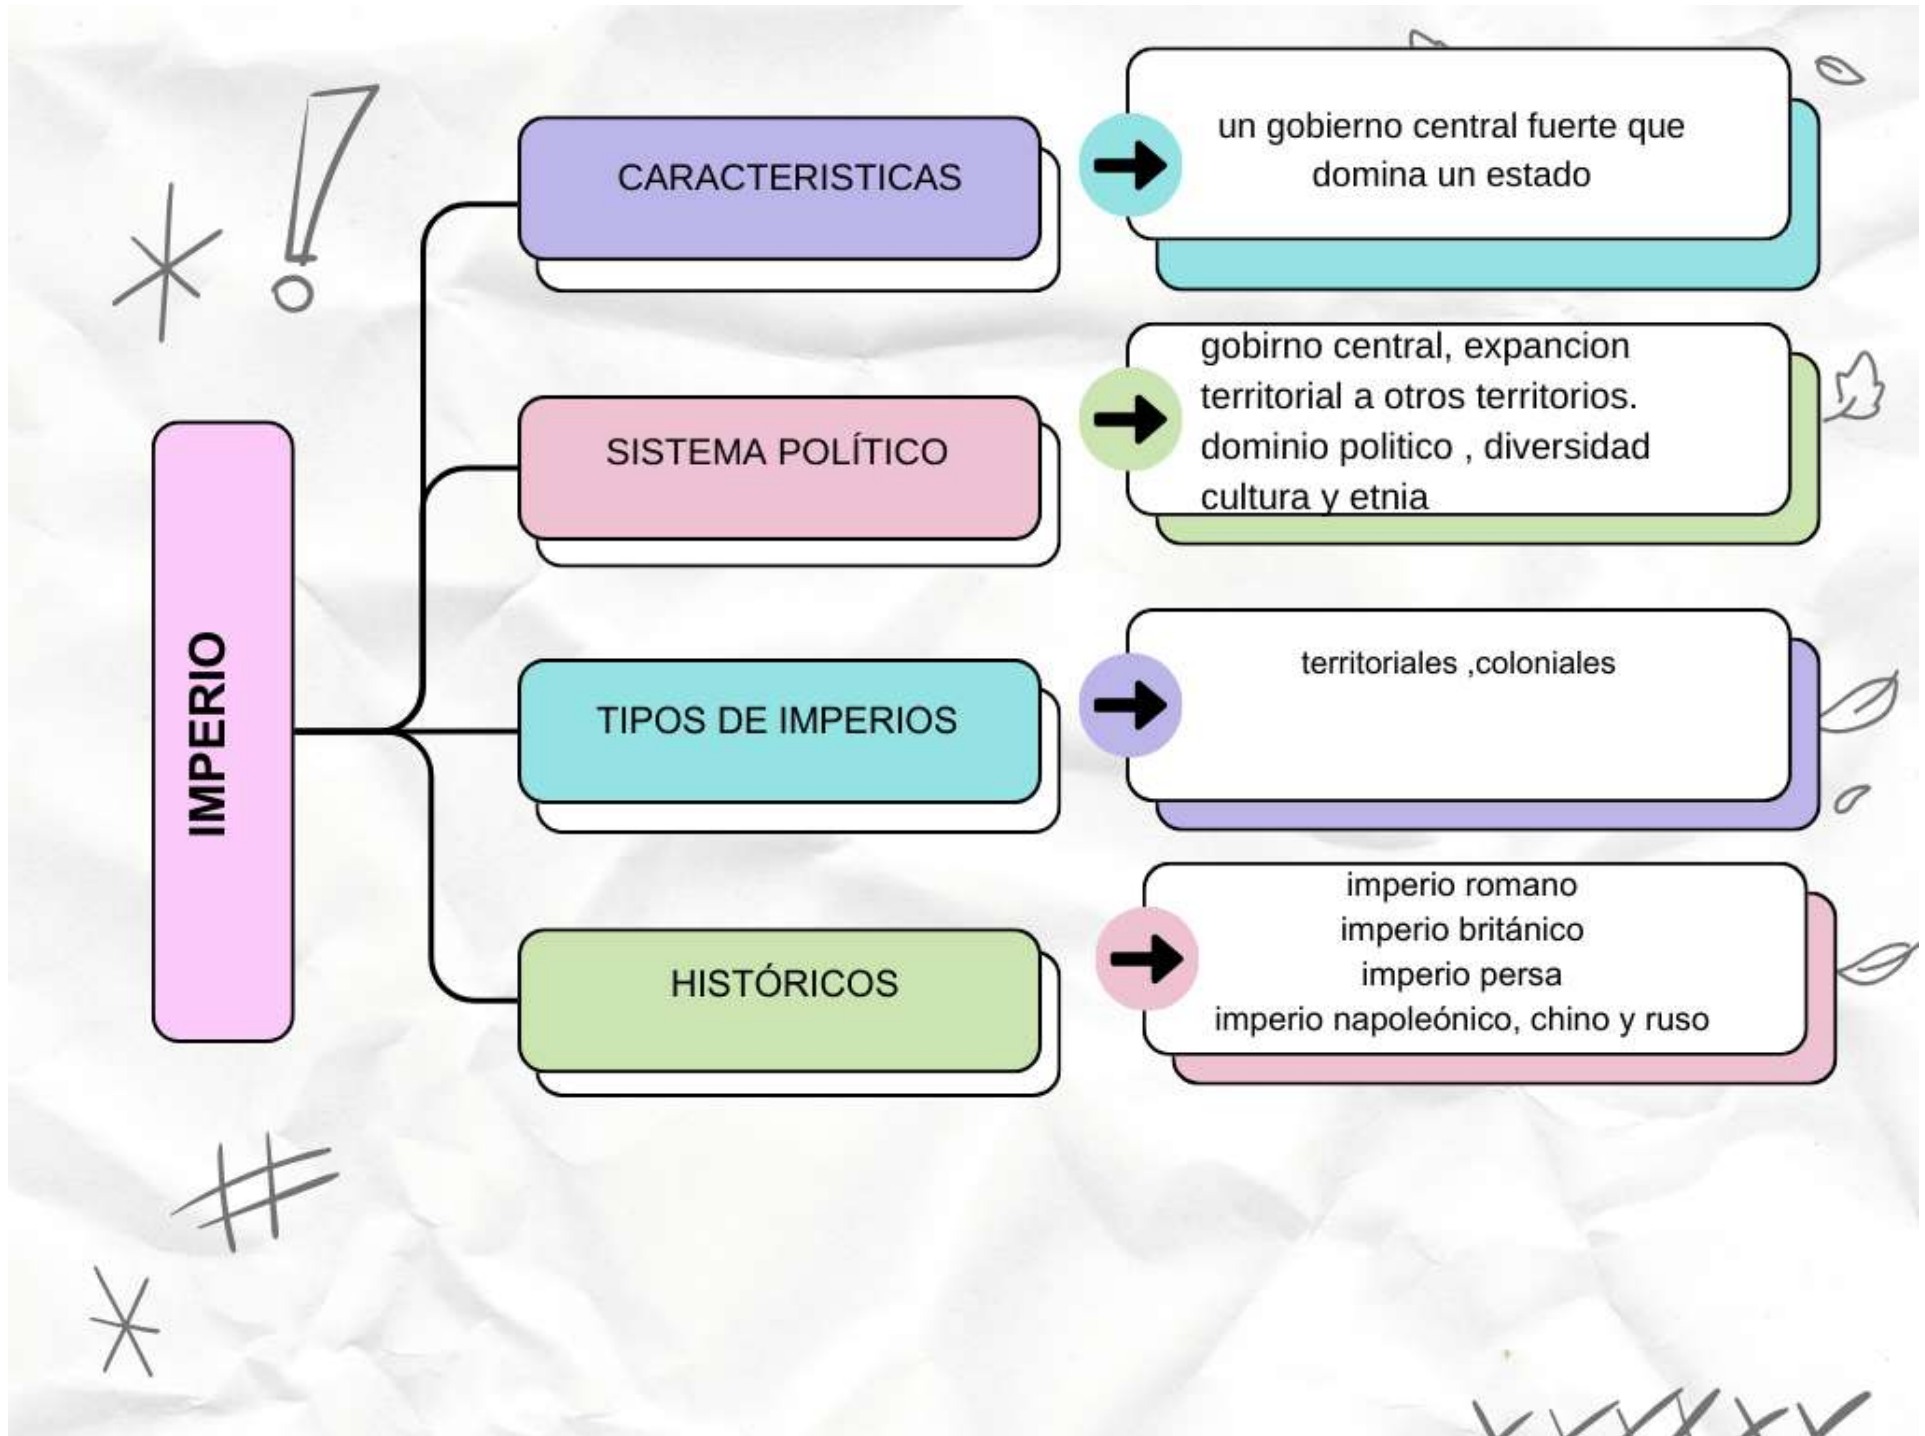 CARACTERISTICAS
un gobierno central fuerte que
domina un estado
SISTEMA POLÍTICO
gobirno central, expancion
territorial a otros territorios.
dominio politico , diversidad
cultura y etnia
IMPERIO
TIPOS DE IMPERIOS
territoriales ,coloniales
HISTÓRICOS
imperio romano
imperio británico
imperio persa
imperio napoleónico, chino y ruso